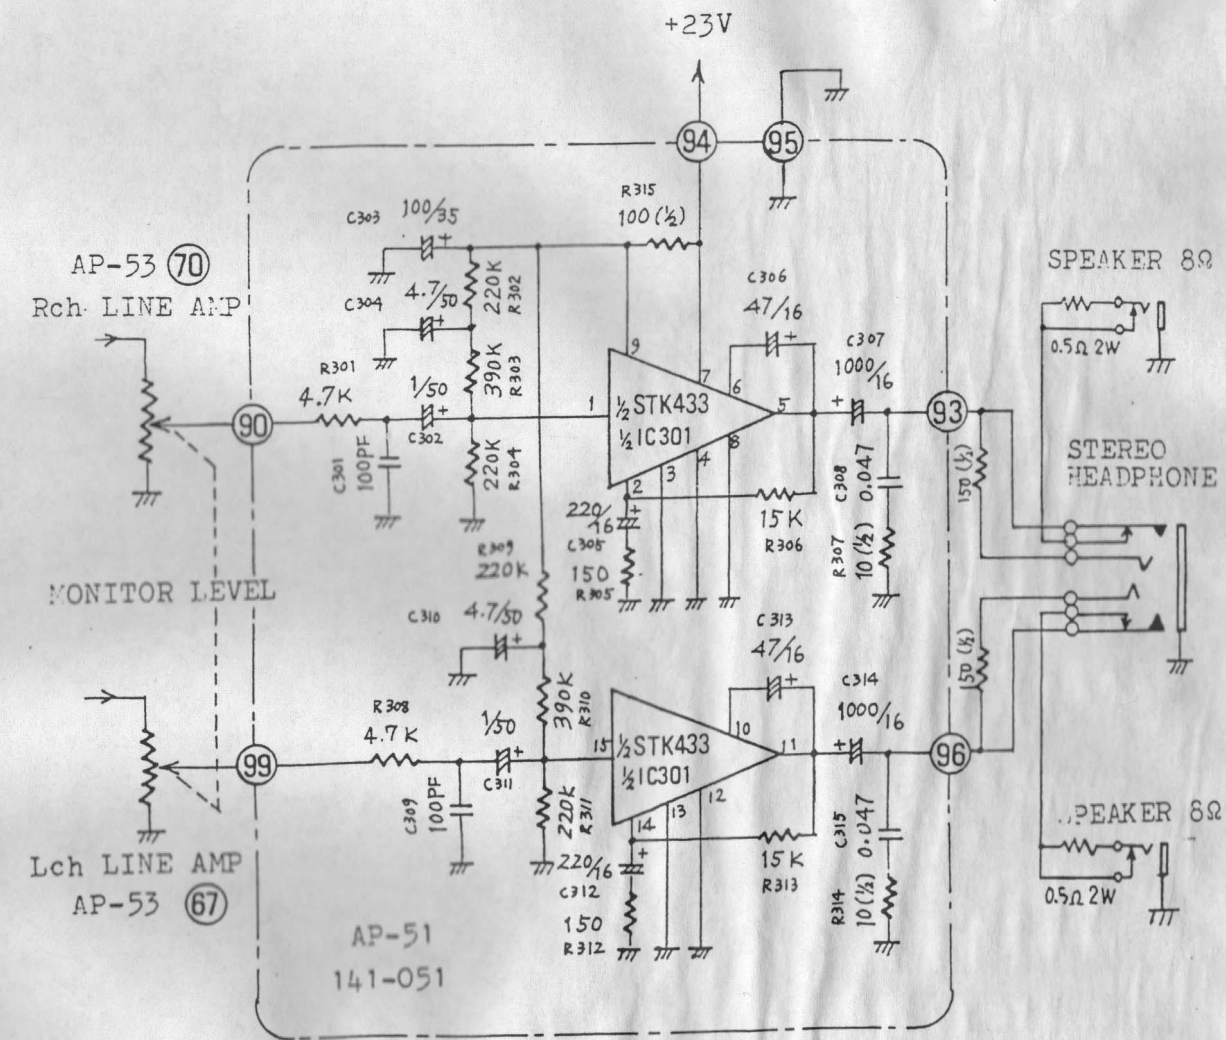 +23V
94
95
R315
100 (½)
C303
100/35
AP-53 70
Rch LINE AMP
C304
4.7/50
220K
R302
390K
R303
C306
47/16
SPEAKER 8Ω
0.5Ω 2W
C307
1000/16
R301
4.7K
1/50
C302
90
C301
100PF
220K
R304
9
7
6
1
½ STK433
½ IC301
5
8
2
3
4
93
150 (½)
STEREO
HEADPHONE
220/16
C305
150
R305
15K
R306
C308
0.047
R307
10 (½)
R309
220K
C310
4.7/50
MONITOR LEVEL
C313
47/16
150 (½)
390K
R310
C314
1000/16
R308
4.7K
1/50
C311
99
C309
100PF
220K
R311
10
15
½ STK433
½ IC301
11
12
13
14
96
220/16
C312
150
R312
15K
R313
C315
0.047
R314
10 (½)
SPEAKER 8Ω
0.5Ω 2W
Lch LINE AMP
AP-53 67
AP-51
141-051